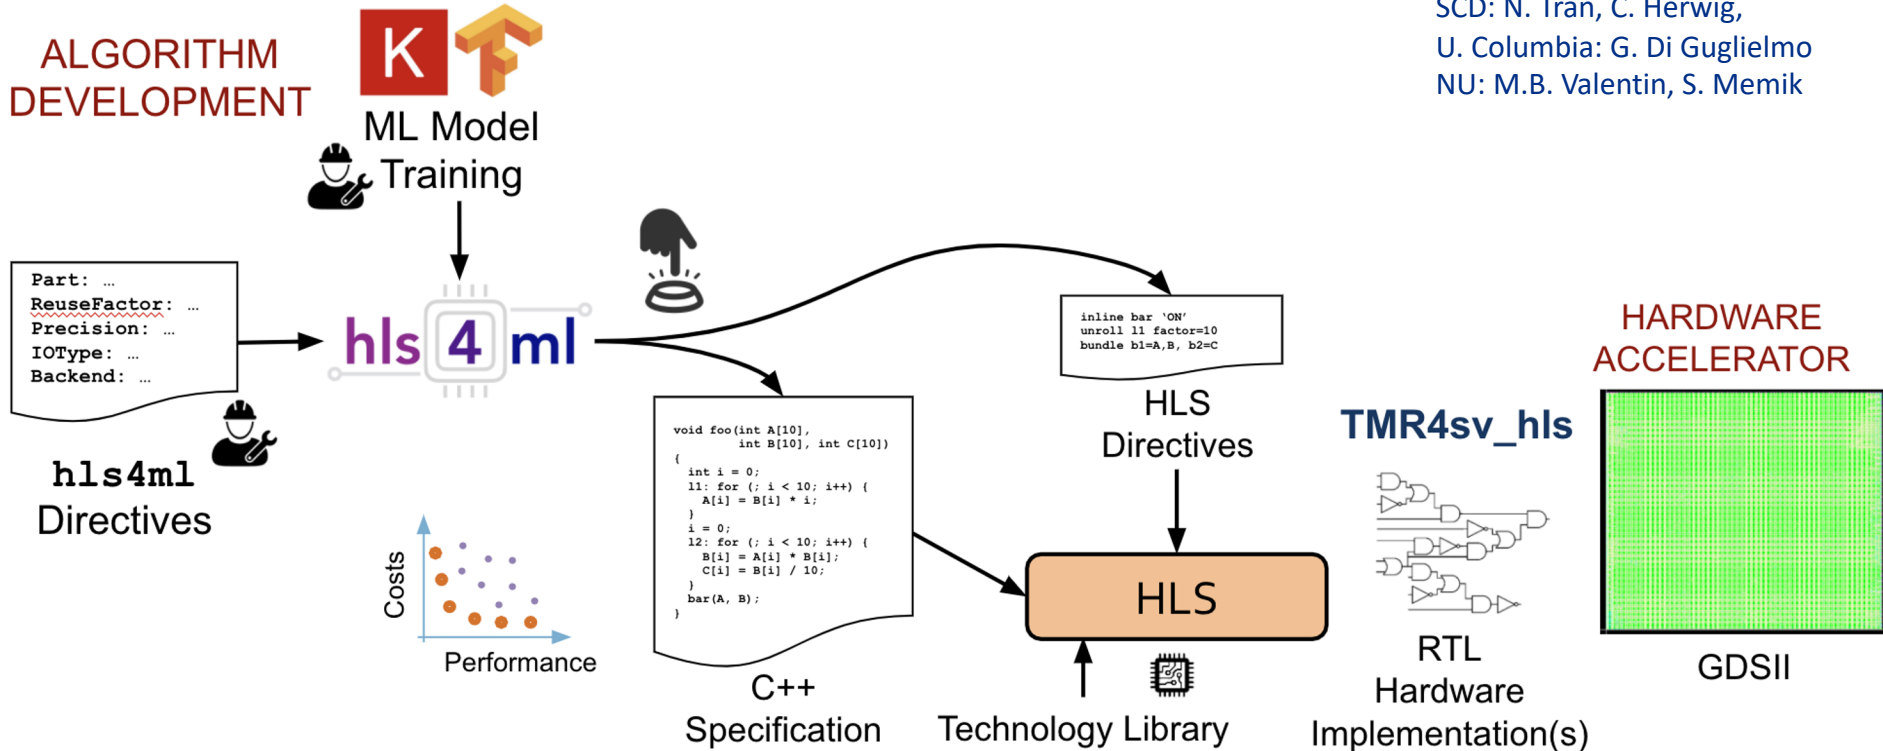 SCD: N. Tran, C. Herwig,
U. Columbia: G. Di Guglielmo
NU: M.B. Valentin, S. Memik
ALGORITHM
DEVELOPMENT
K
ML Model
Training
Part: …
ReuseFactor: …
Precision: …
IOType: …
Backend: …
hls4ml
Directives
hls 4 ml
Costs
Performance
void foo(int A[10],
int B[10], int C[10])
{
int i = 0;
l1: for (; i < 10; i++) {
A[i] = B[i] * i;
}
i = 0;
l2: for (; i < 10; i++) {
B[i] = A[i] * B[i];
C[i] = B[i] / 10;
}
bar(A, B);
}
C++
Specification
inline bar ‘ON’
unroll l1 factor=10
bundle b1=A,B, b2=C
HLS
Directives
HLS
Technology Library
TMR4sv_hls
RTL
Hardware
Implementation(s)
HARDWARE
ACCELERATOR
GDSII